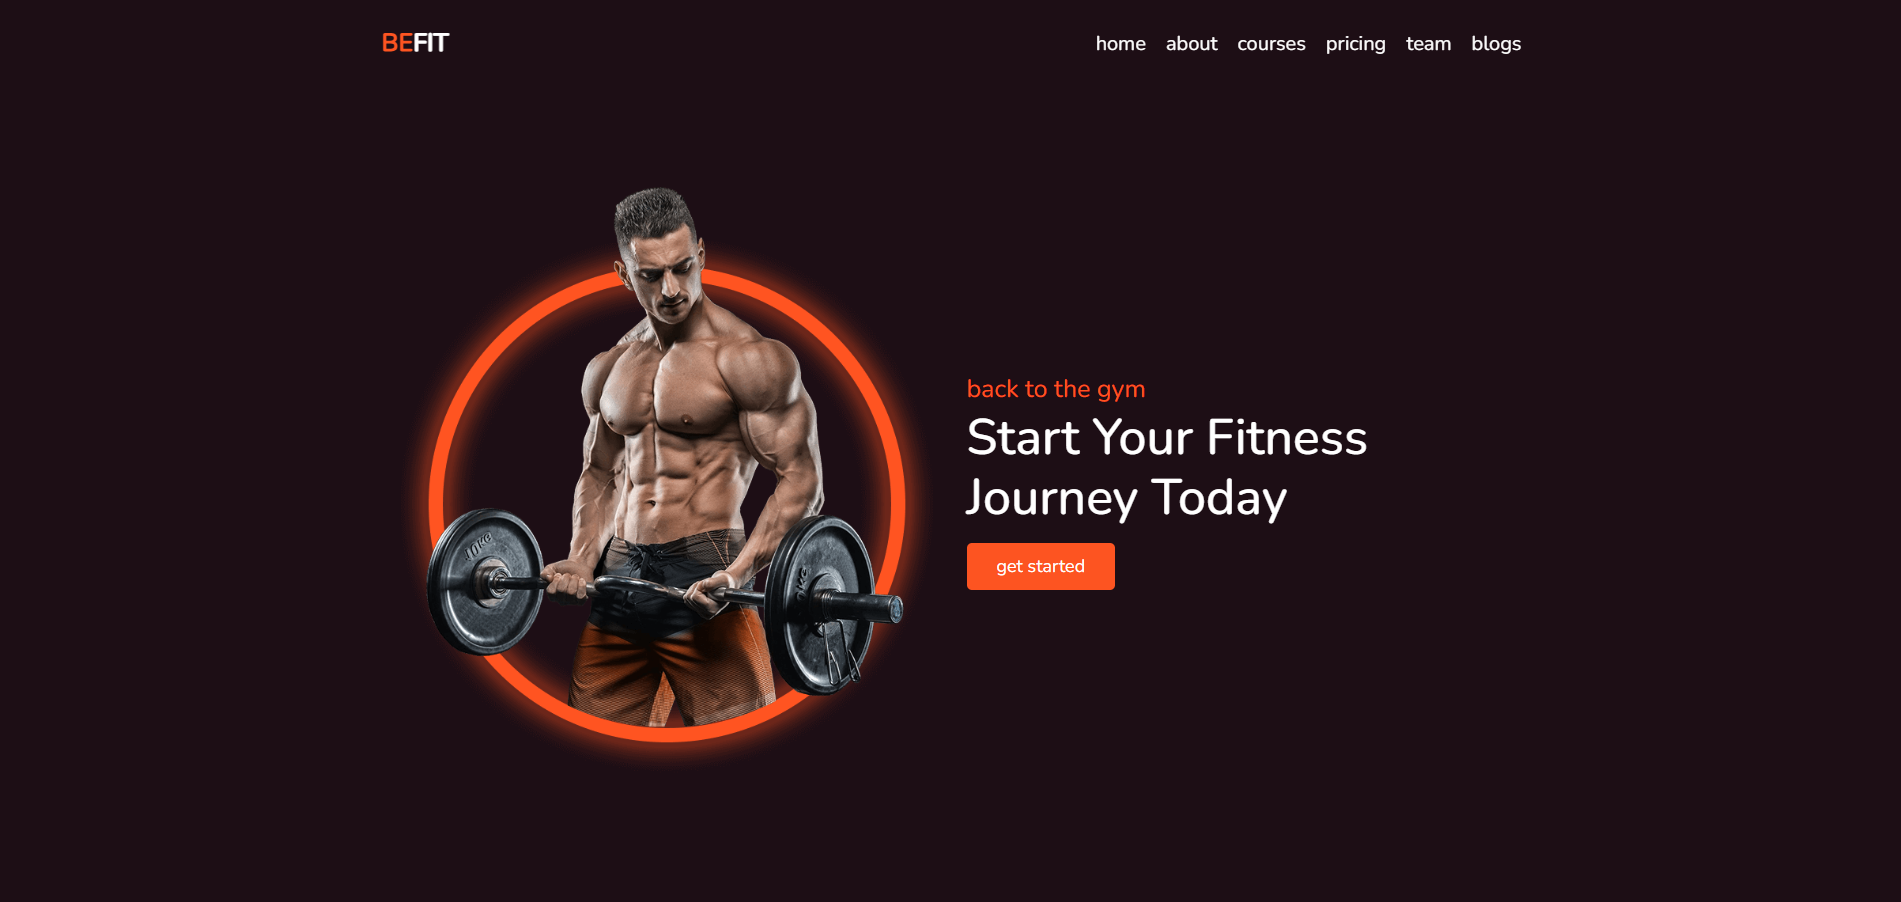 BEFIT
home about courses pricing team blogs
back to the gym
Start Your Fitness
Journey Today
get started
10KG